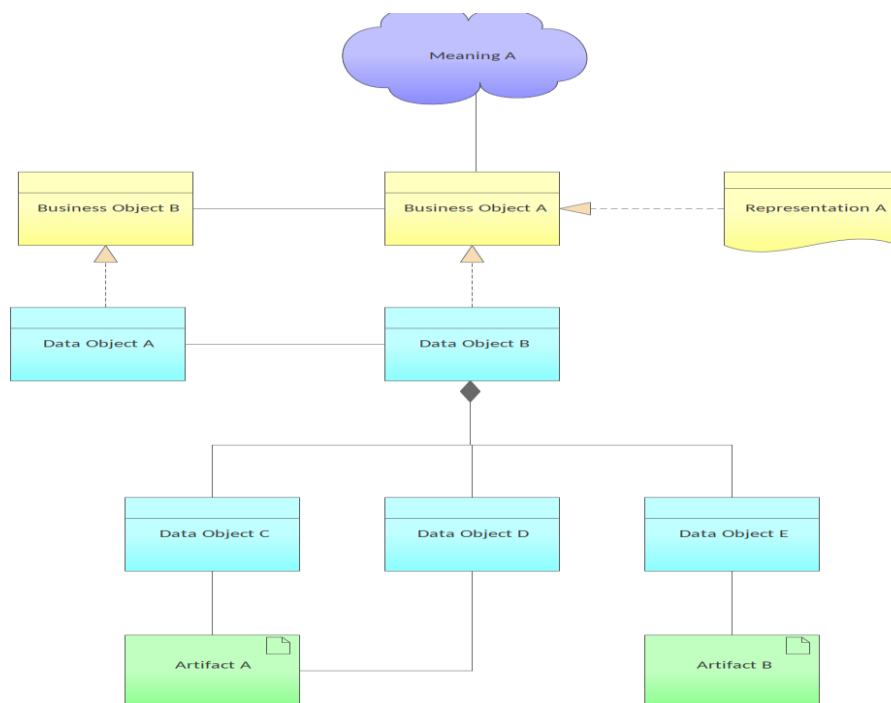 Meaning A
Business Object B
Business Object A
Representation A
Data Object A
Data Object B
Data Object C
Data Object D
Data Object E
Artifact A
Artifact B